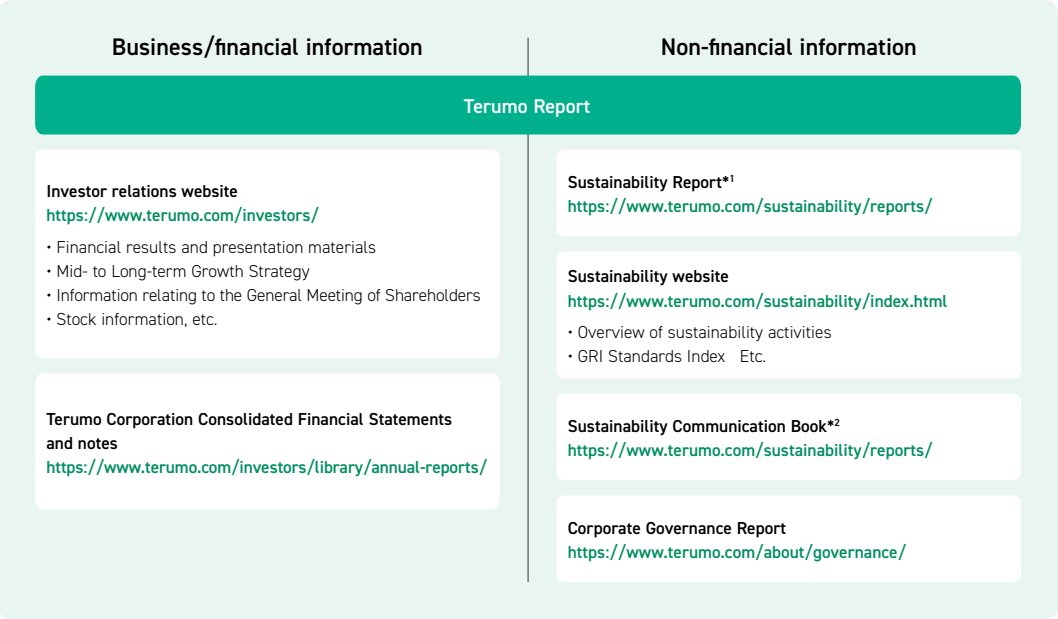 Business/financial information
Non-financial information
Terumo Report
Investor relations website
https://www.terumo.com/investors/
・Financial results and presentation materials
・Mid- to Long-term Growth Strategy
・Information relating to the General Meeting of Shareholders
・Stock information, etc.
Terumo Corporation Consolidated Financial Statements
and notes
https://www.terumo.com/investors/library/annual-reports/
Sustainability Report*1
https://www.terumo.com/sustainability/reports/
Sustainability website
https://www.terumo.com/sustainability/index.html
・Overview of sustainability activities
・GRI Standards Index Etc.
Sustainability Communication Book*2
https://www.terumo.com/sustainability/reports/
Corporate Governance Report
https://www.terumo.com/about/governance/